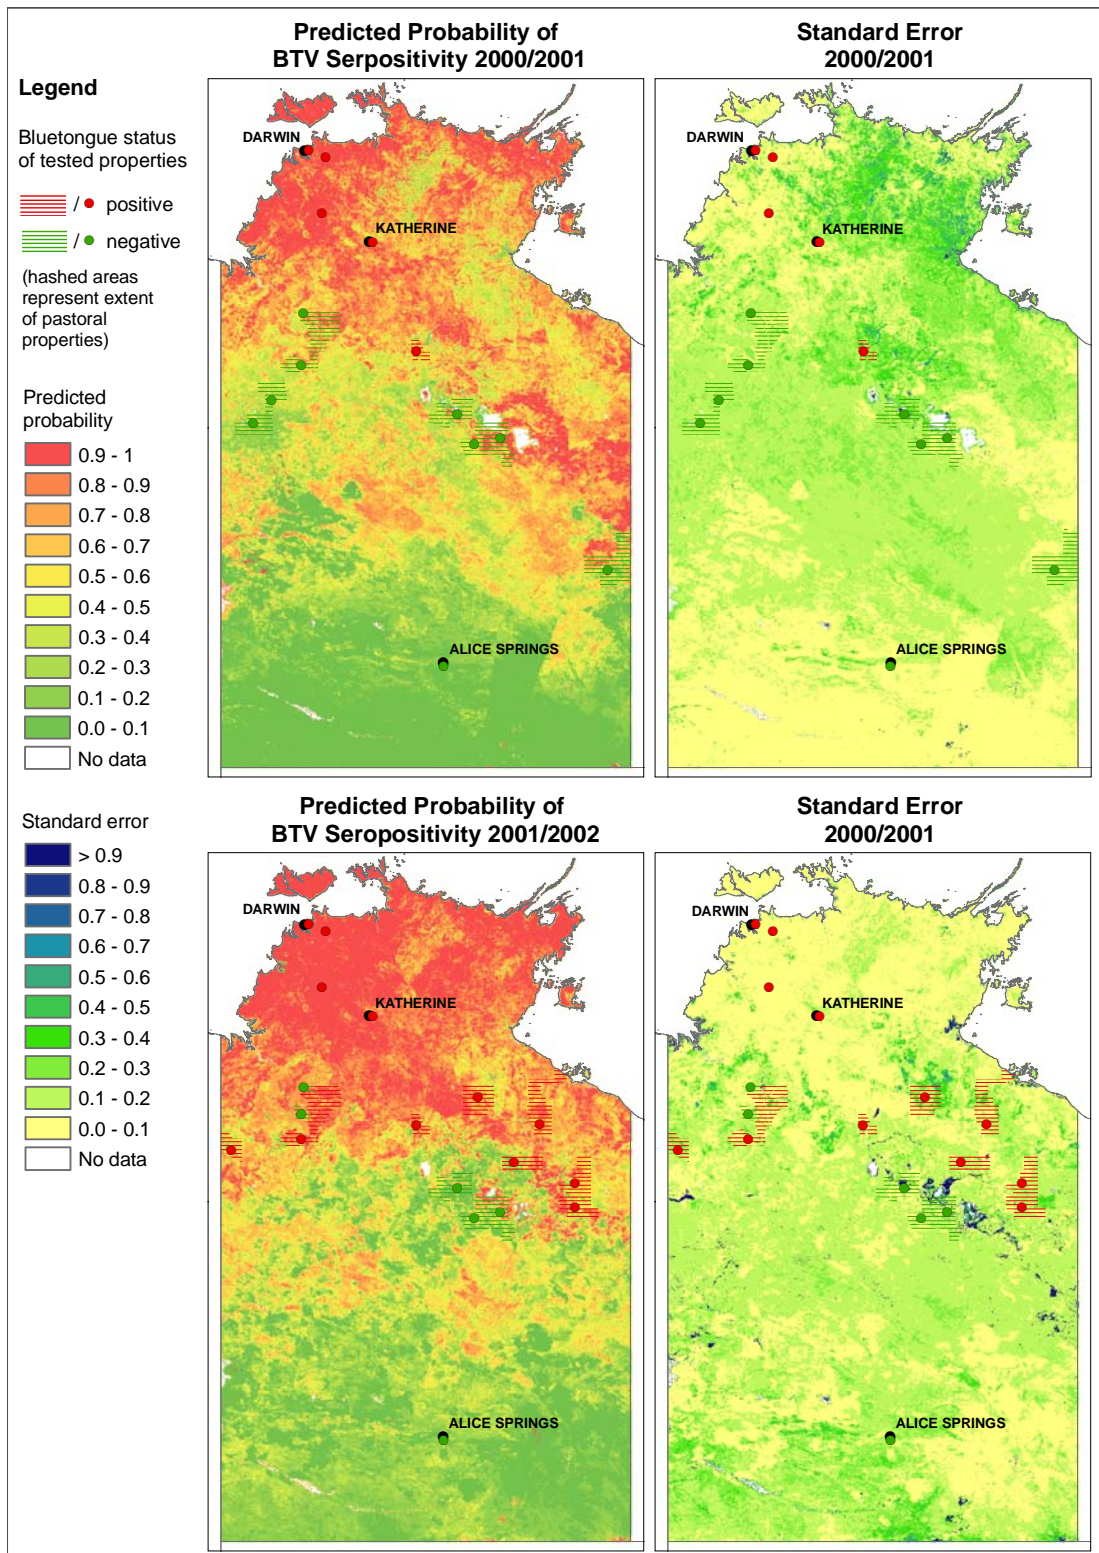 Predicted Probability of
BTV Serpositivity 2000/2001
Standard Error
2000/2001
Legend
Bluetongue status
of tested properties
/ positive
/ negative
(hashed areas
represent extent
of pastoral
properties)
Predicted
probability
0.9 - 1
0.8 - 0.9
0.7 - 0.8
0.6 - 0.7
0.5 - 0.6
0.4 - 0.5
0.3 - 0.4
0.2 - 0.3
0.1 - 0.2
0.0 - 0.1
No data
DARWIN
KATHERINE
ALICE SPRINGS
DARWIN
KATHERINE
ALICE SPRINGS
Predicted Probability of
BTV Seropositivity 2001/2002
Standard Error
2000/2001
Standard error
> 0.9
0.8 - 0.9
0.7 - 0.8
0.6 - 0.7
0.5 - 0.6
0.4 - 0.5
0.3 - 0.4
0.2 - 0.3
0.1 - 0.2
0.0 - 0.1
No data
DARWIN
KATHERINE
ALICE SPRINGS
DARWIN
KATHERINE
ALICE SPRINGS